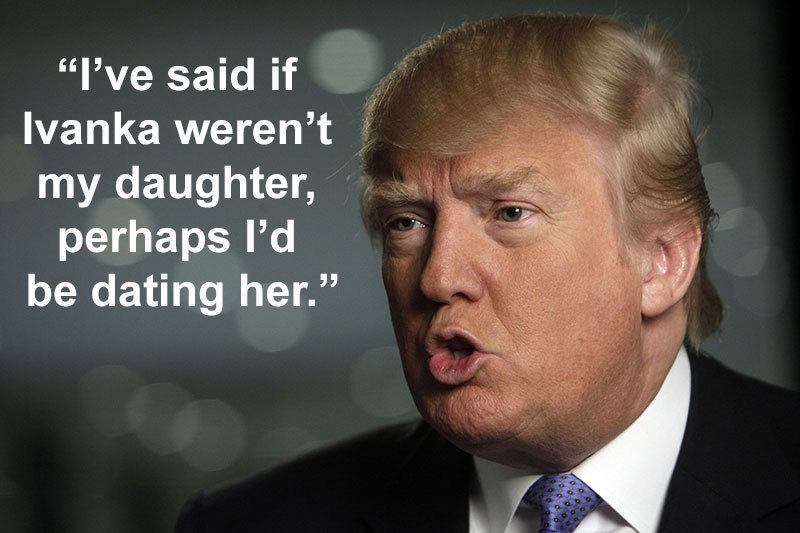 “I’ve said if
Ivanka weren’t
my daughter,
perhaps I’d
be dating her.”